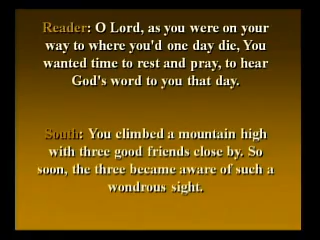 Reader: O Lord, as you were on your
way to where you'd one day die, You
wanted time to rest and pray, to hear
God's word to you that day.
South: You climbed a mountain high
with three good friends close by. So
soon, the three became aware of such a
wondrous sight.